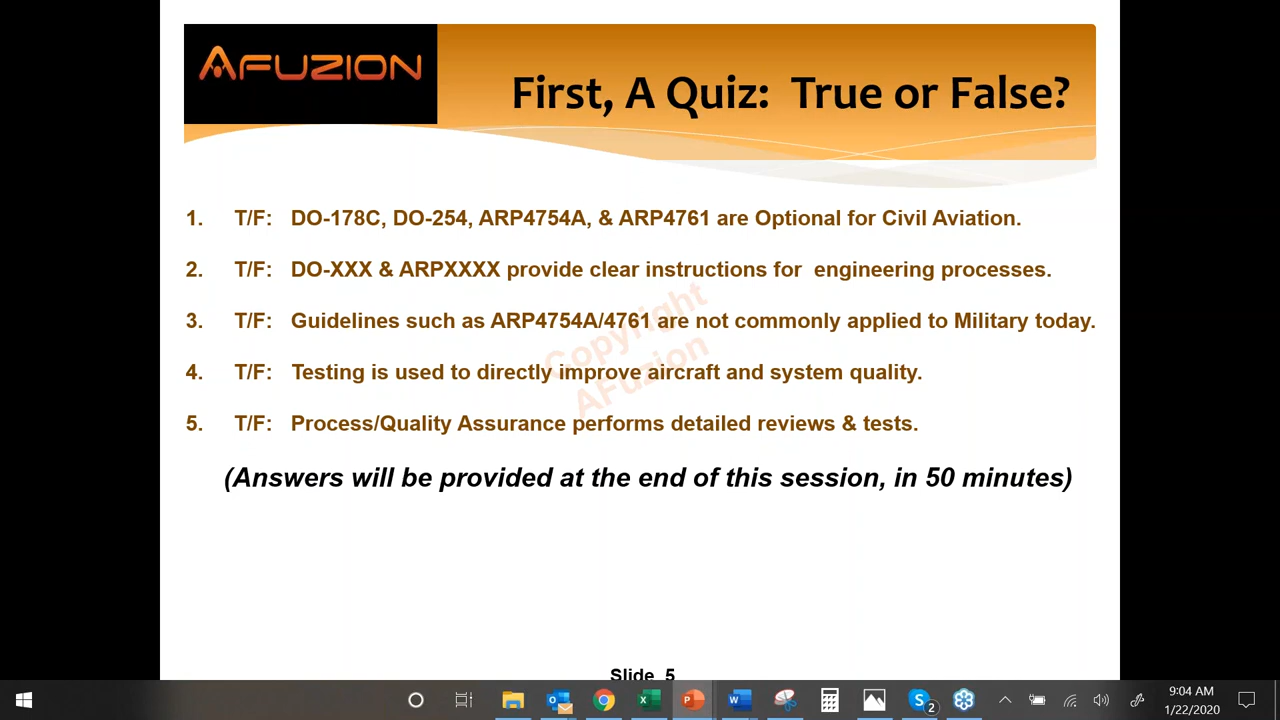 AFUZION
First, A Quiz: True or False?
1. T/F: DO-178C, DO-254, ARP4754A, & ARP4761 are Optional for Civil Aviation.
2. T/F: DO-XXX & ARPXXXX provide clear instructions for engineering processes.
3. T/F: Guidelines such as ARP4754A/4761 are not commonly applied to Military today.
4. T/F: Testing is used to directly improve aircraft and system quality.
5. T/F: Process/Quality Assurance performs detailed reviews & tests.
Copyright
AFuzion
(Answers will be provided at the end of this session, in 50 minutes)
Slide 5
2
9:04 AM
1/22/2020